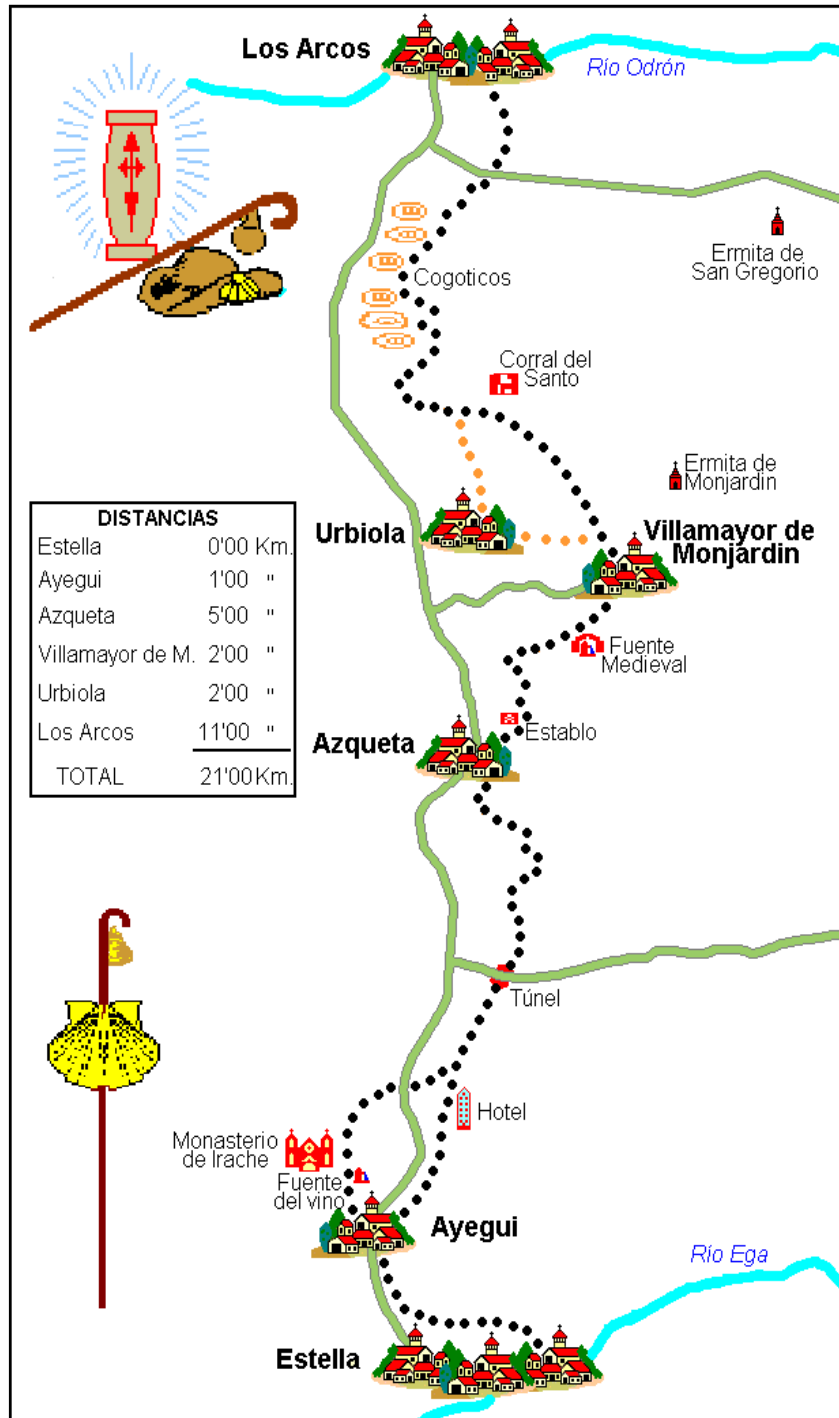 Los Arcos
Río Odrón
Ermita de
San Gregorio
Cogoticos
Corral del
Santo
Ermita de
Monjardin
Urbiola
Villamayor de
Monjardin
DISTANCIAS
Estella 0'00 Km.
Ayegui 1'00 "
Azqueta 5'00 "
Villamayor de M. 2'00 "
Urbiola 2'00 "
Los Arcos 11'00 "
TOTAL 21'00 Km.
Fuente
Medieval
Establo
Azqueta
Túnel
Hotel
Monasterio
de Irache
Fuente
del vino
Ayegui
Río Ega
Estella